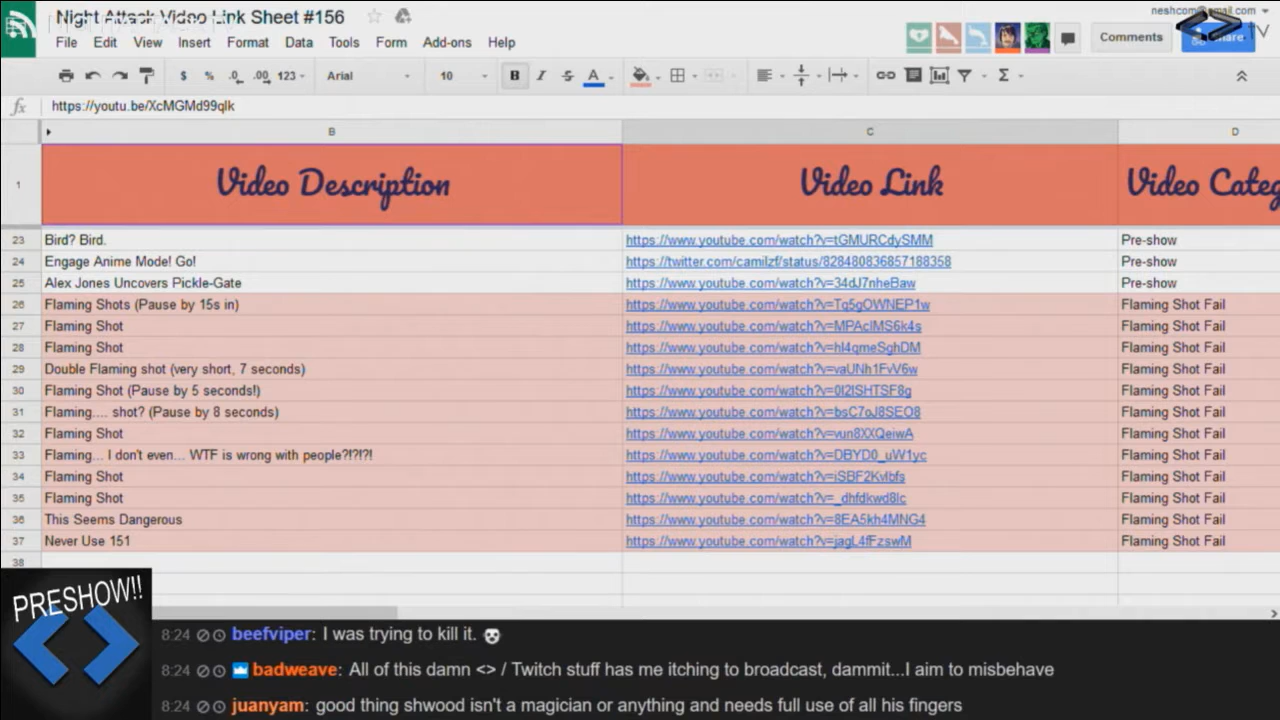 Night Attack Video Link Sheet #156
neshcom@gmail.com
File Edit View Insert Format Data Tools Form Add-ons Help
Comments
Share
.tv
$ % .0 .00 123 Arial 10 B I S A Σ
fx https://youtu.be/XcMGMd99qlk
B C D
1 Video Description Video Link Video Categ
23 Bird? Bird. https://www.youtube.com/watch?v=tGMURCdySMM Pre-show
24 Engage Anime Mode! Go! https://twitter.com/camilzf/status/828480836857188358 Pre-show
25 Alex Jones Uncovers Pickle-Gate https://www.youtube.com/watch?v=34dJ7nheBaw Pre-show
26 Flaming Shots (Pause by 15s in) https://www.youtube.com/watch?v=Tq5gOWNEP1w Flaming Shot Fail
27 Flaming Shot https://www.youtube.com/watch?v=MPAclMS6k4s Flaming Shot Fail
28 Flaming Shot https://www.youtube.com/watch?v=hl4qmeSghDM Flaming Shot Fail
29 Double Flaming shot (very short, 7 seconds) https://www.youtube.com/watch?v=vaUNh1FvV6w Flaming Shot Fail
30 Flaming Shot (Pause by 5 seconds!) https://www.youtube.com/watch?v=0l2lSHTSF8g Flaming Shot Fail
31 Flaming.... shot? (Pause by 8 seconds) https://www.youtube.com/watch?v=bsC7oJ8SEO8 Flaming Shot Fail
32 Flaming Shot https://www.youtube.com/watch?v=vun8XXQeiwA Flaming Shot Fail
33 Flaming... I don't even... WTF is wrong with people?!?!?! https://www.youtube.com/watch?v=DBYD0_uW1yc Flaming Shot Fail
34 Flaming Shot https://www.youtube.com/watch?v=iSBF2Kvlbfs Flaming Shot Fail
35 Flaming Shot https://www.youtube.com/watch?v=_dhfdkwd8lc Flaming Shot Fail
36 This Seems Dangerous https://www.youtube.com/watch?v=8EA5kh4MNG4 Flaming Shot Fail
37 Never Use 151 https://www.youtube.com/watch?v=jagL4fFzswM Flaming Shot Fail
38
PRESHOW!!
8:24 beefviper: I was trying to kill it.
8:24 badweave: All of this damn <> / Twitch stuff has me itching to broadcast, dammit...I aim to misbehave
8:24 juanyam: good thing shwood isn't a magician or anything and needs full use of all his fingers